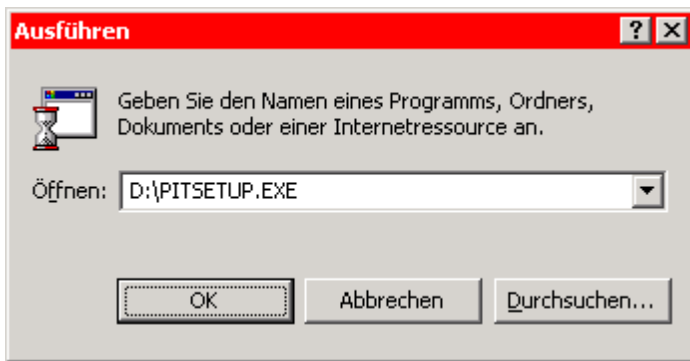 Ausführen
Geben Sie den Namen eines Programms, Ordners,
Dokuments oder einer Internetressource an.
Öffnen: D:\PITSETUP.EXE
OK Abbrechen Durchsuchen...